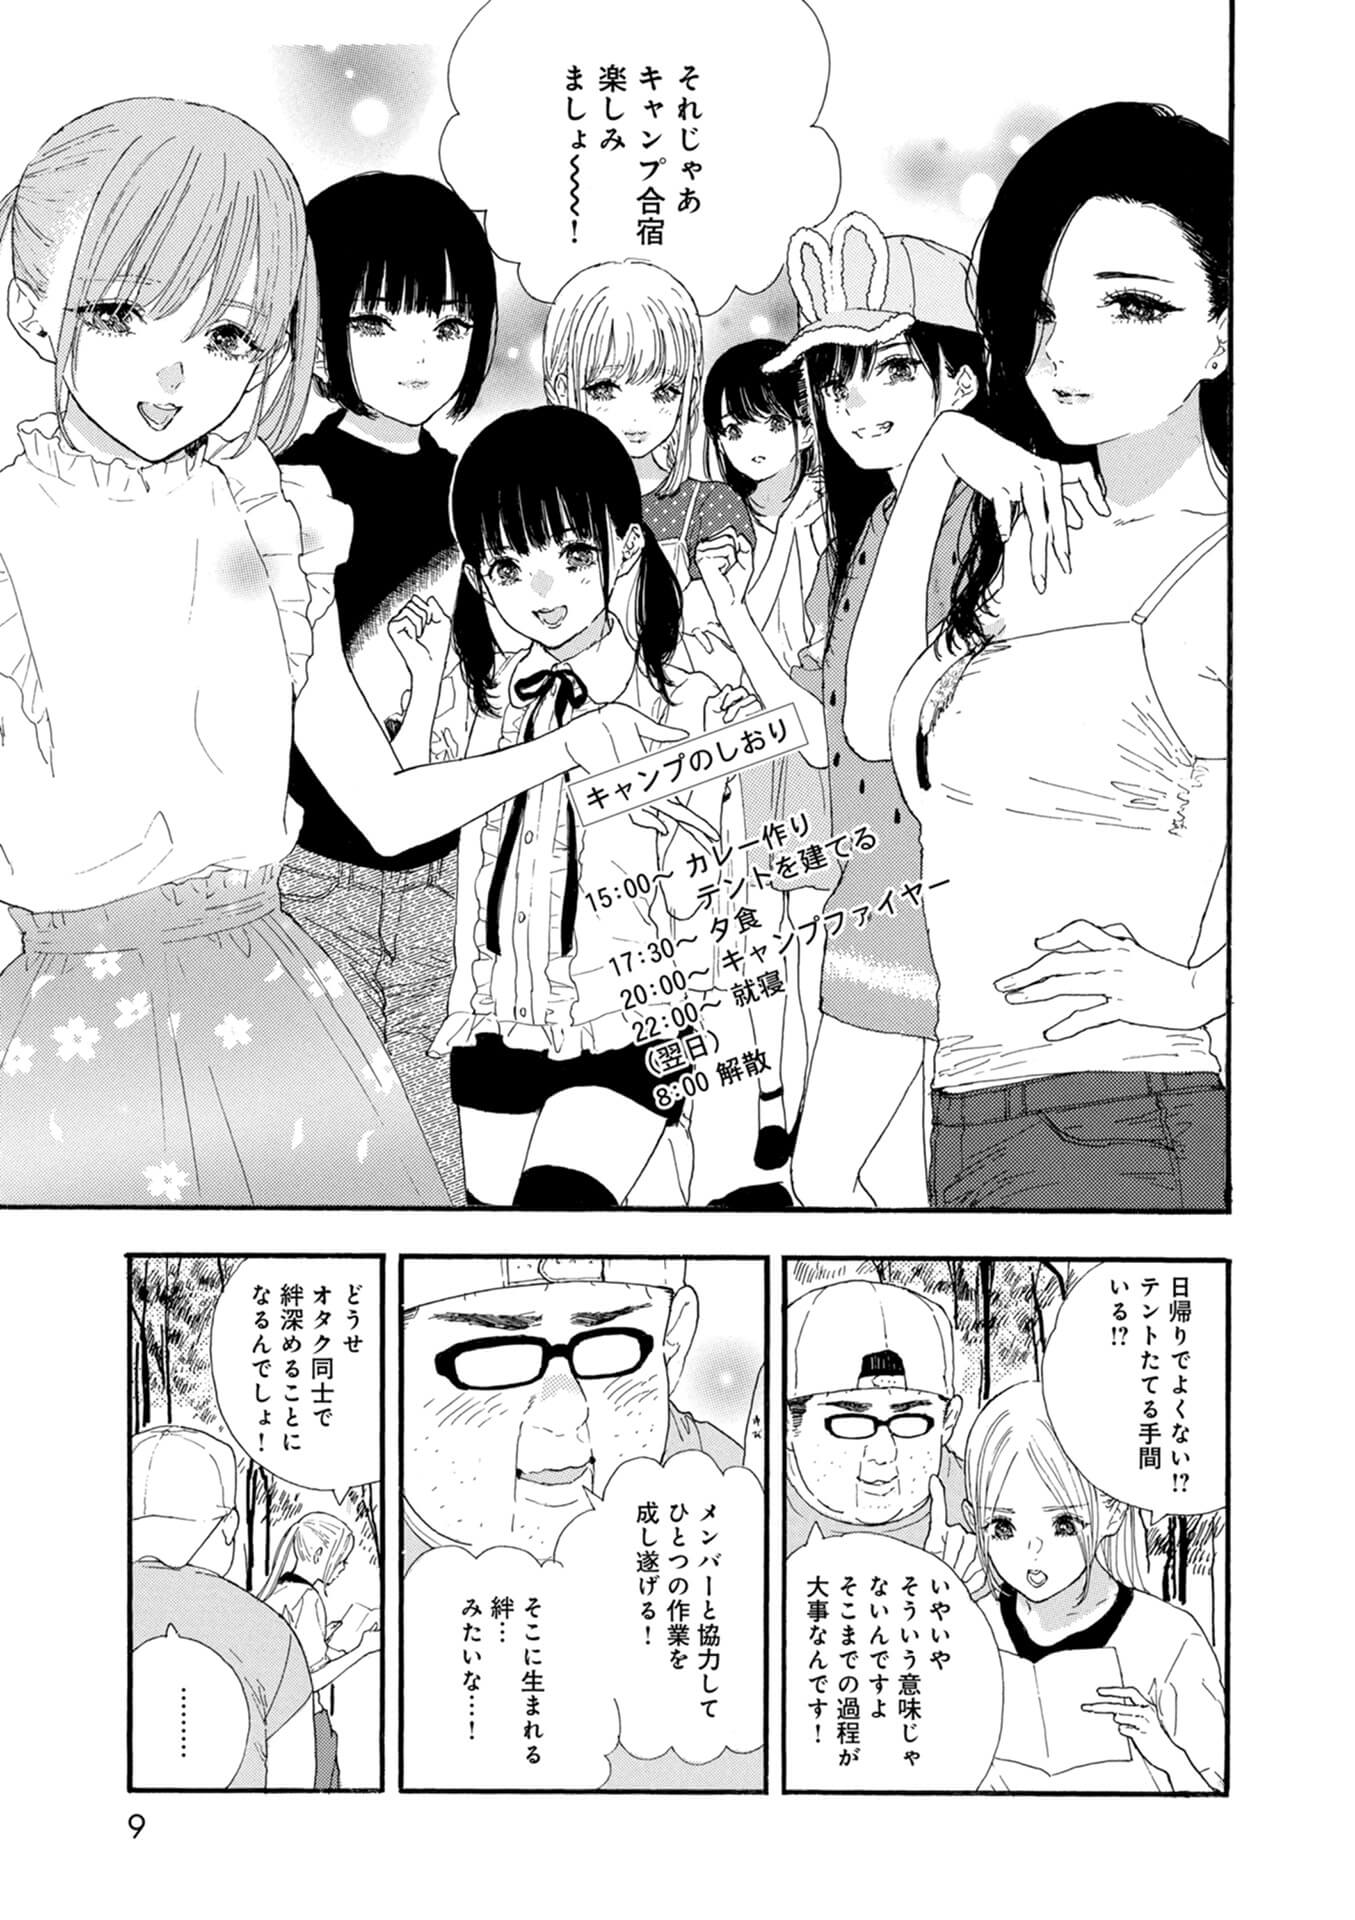 それじゃあ
キャンプ合宿
楽しみ
ましょ〜〜〜〜！
キャンプのしおり
15:00〜 カレー作り
テントを建てる
17:30〜 夕食
20:00〜 キャンプファイヤー
22:00〜 就寝
（翌日）
8:00 解散
日帰りでよくない!?
テントたてる手間
いる!?
いやいや
そういう意味じゃ
ないんですよ
そこまでの過程が
大事なんです！
メンバーと協力して
ひとつの作業を
成し遂げる！
そこに生まれる
絆…
みたいな…！
どうせ
オタク同士で
絆深めることに
なるんでしょ！
………
9